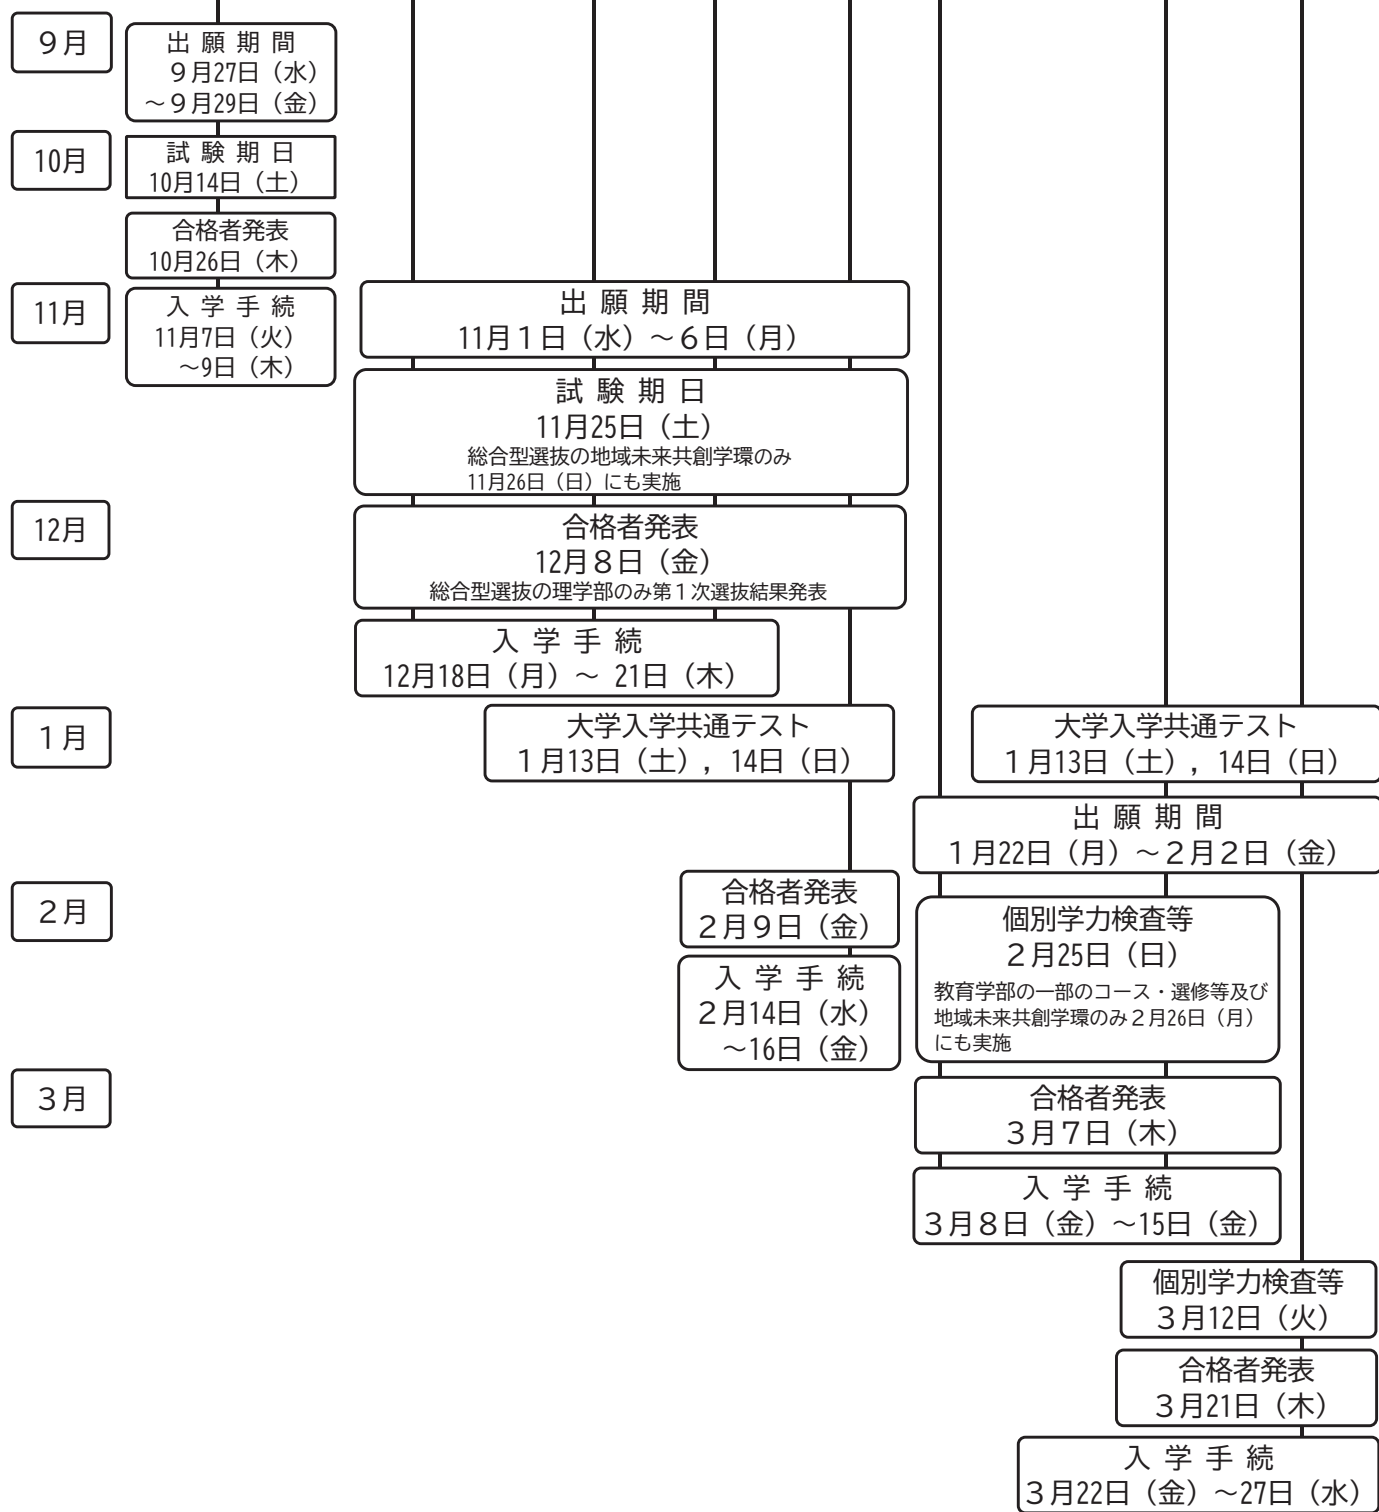 ９月
出 願 期 間
９月27日（水）
～９月29日（金）
10月
試 験 期 日
10月14日（土）
合格者発表
10月26日（木）
11月
入 学 手 続
11月7日（火）
～9日（木）
出 願 期 間
11月１日（水）～６日（月）
試 験 期 日
11月25日（土）
総合型選抜の地域未来共創学環のみ
11月26日（日）にも実施
12月
合格者発表
12月８日（金）
総合型選抜の理学部のみ第１次選抜結果発表
入 学 手 続
12月18日（月）～ 21日（木）
１月
大学入学共通テスト
１月13日（土），14日（日）
大学入学共通テスト
１月13日（土），14日（日）
出 願 期 間
１月22日（月）～２月２日（金）
２月
合格者発表
２月９日（金）
入 学 手 続
２月14日（水）
～16日（金）
個別学力検査等
２月25日（日）
教育学部の一部のコース・選修等及び
地域未来共創学環のみ２月26日（月）
にも実施
３月
合格者発表
３月７日（木）
入 学 手 続
３月８日（金）～15日（金）
個別学力検査等
３月12日（火）
合格者発表
３月21日（木）
入 学 手 続
３月22日（金）～27日（水）